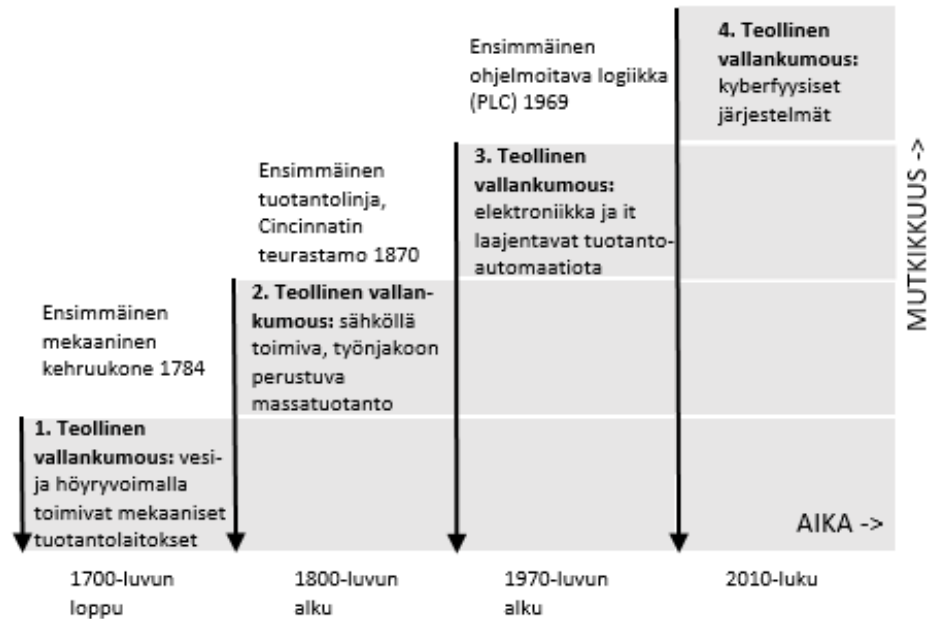 Ensimmäinen
mekaaninen
kehruukone 1784
1. Teollinen
vallankumous: vesi-
ja höyryvoimalla
toimivat mekaaniset
tuotantolaitokset
1700-luvun
loppu
Ensimmäinen
tuotantolinja,
Cincinnatin
teurastamo 1870
2. Teollinen vallan-
kumous: sähköllä
toimiva, työnjakoon
perustuva
massatuotanto
1800-luvun
alku
Ensimmäinen
ohjelmoitava logiikka
(PLC) 1969
3. Teollinen
vallankumous:
elektroniikka ja it
laajentavat tuotanto-
automaatiota
1970-luvun
alku
4. Teollinen
vallankumous:
kyberfyysiset
järjestelmät
2010-luku
MUTKIKKUUS ->
AIKA ->